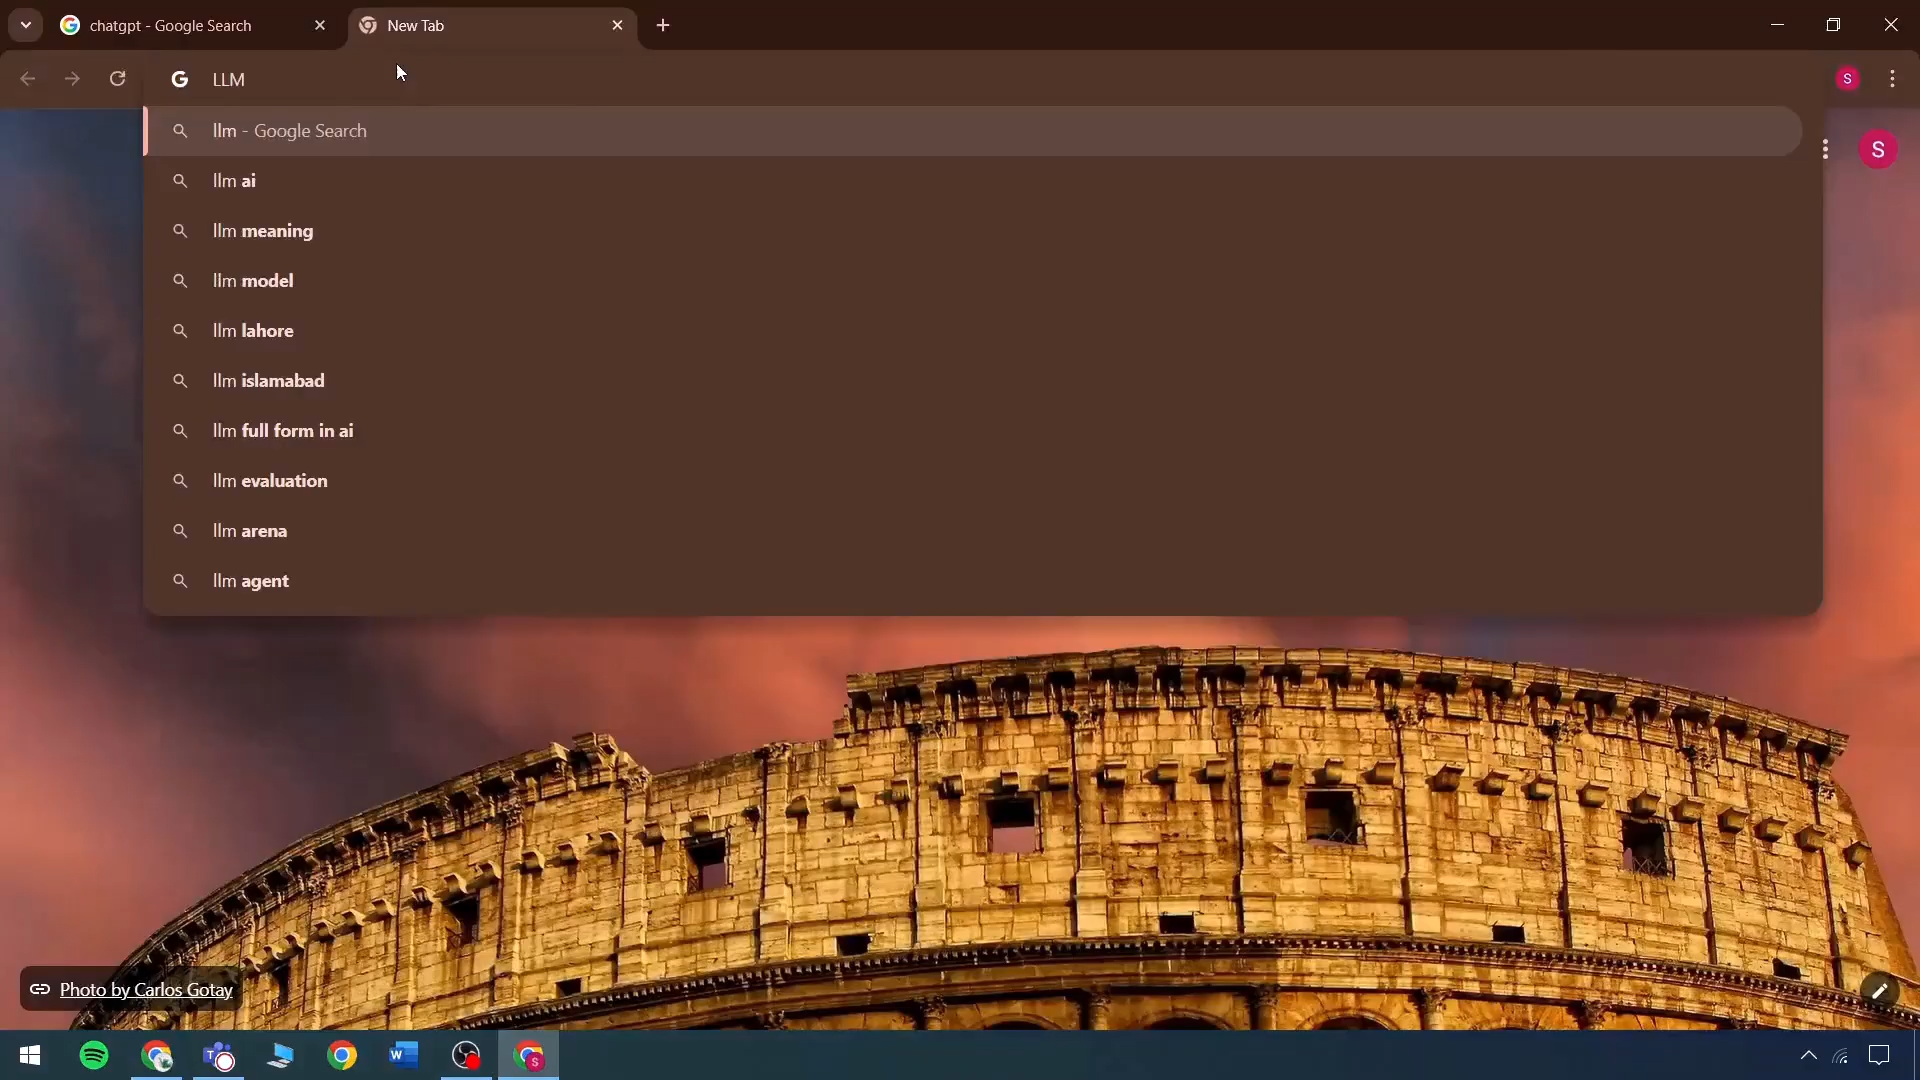 chatgpt - Google Search
New Tab
LLM
S
llm - Google Search
S
llm ai
llm meaning
llm model
llm lahore
llm islamabad
llm full form in ai
llm evaluation
llm arena
llm agent
Photo by Carlos Gotay